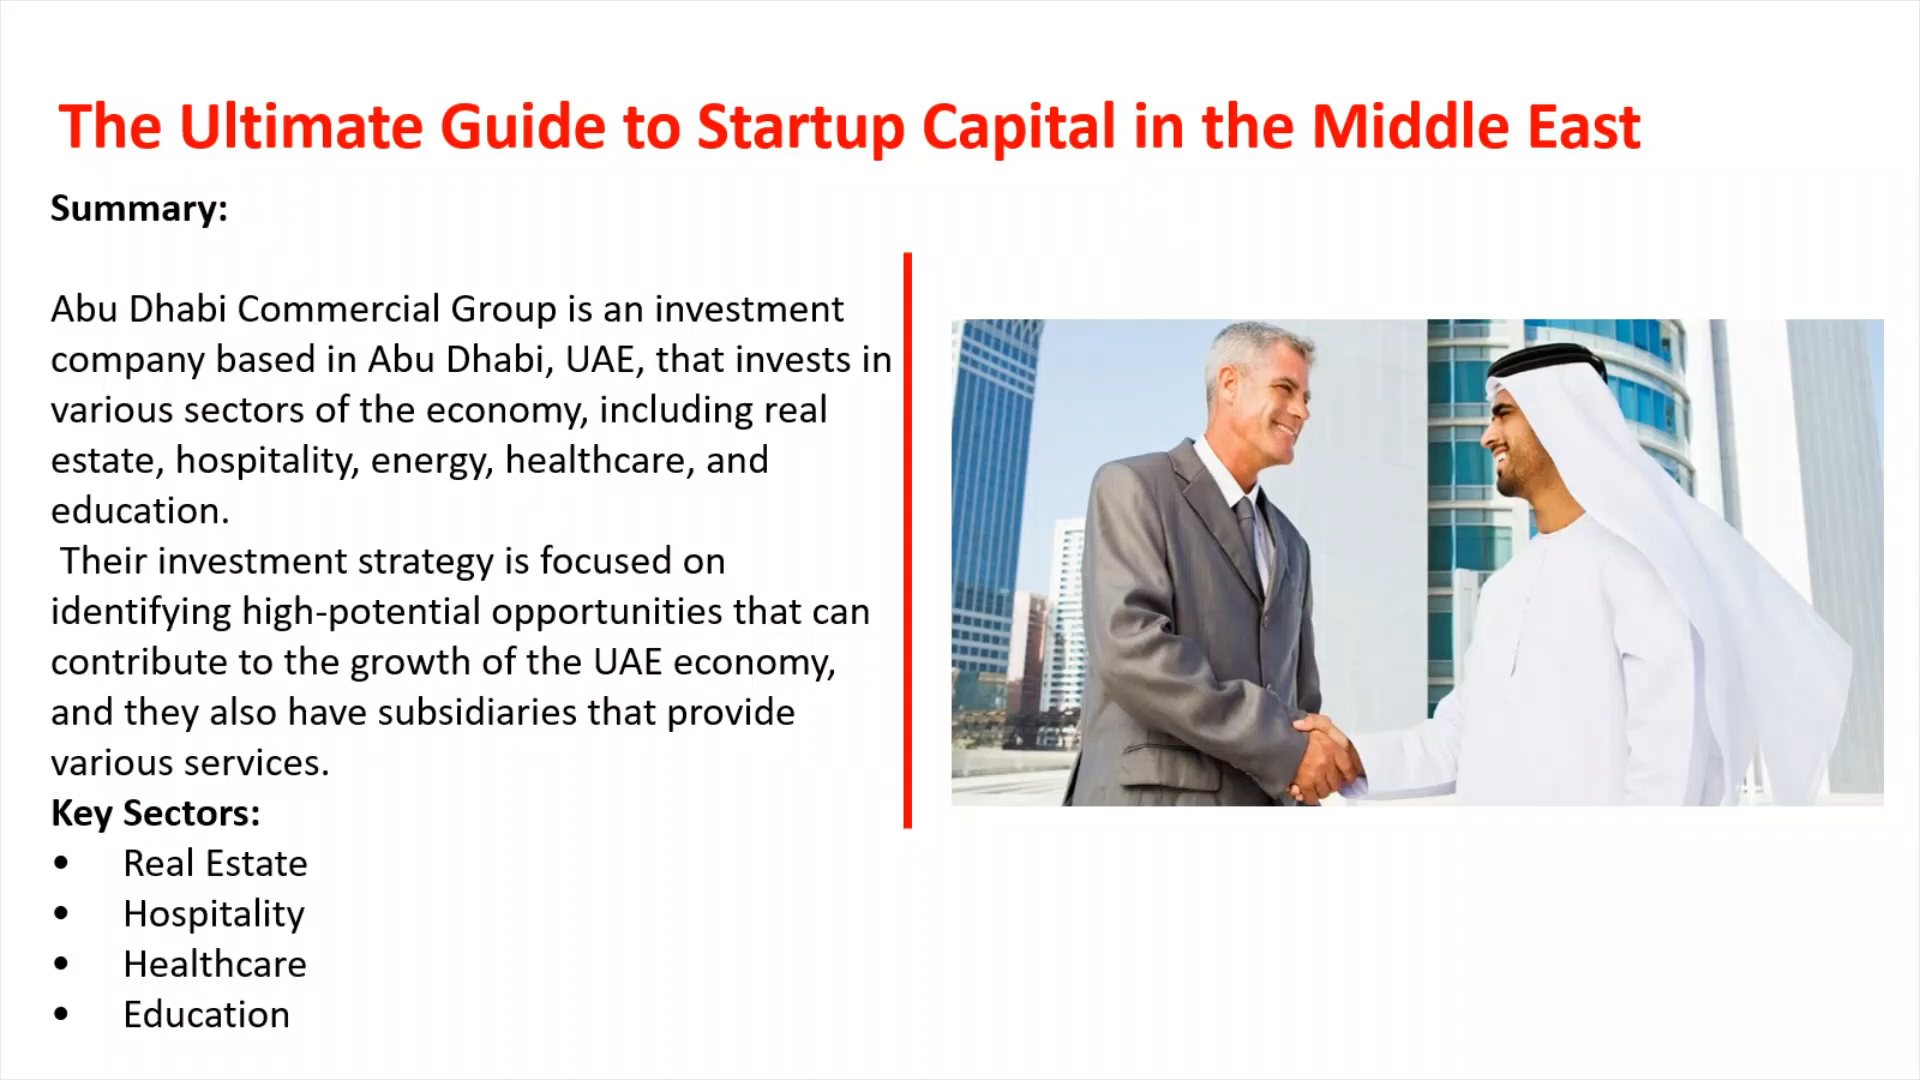 The Ultimate Guide to Startup Capital in the Middle East
Summary:
Abu Dhabi Commercial Group is an investment
company based in Abu Dhabi, UAE, that invests in
various sectors of the economy, including real
estate, hospitality, energy, healthcare, and
education.
Their investment strategy is focused on
identifying high-potential opportunities that can
contribute to the growth of the UAE economy,
and they also have subsidiaries that provide
various services.
Key Sectors:
• Real Estate
• Hospitality
• Healthcare
• Education